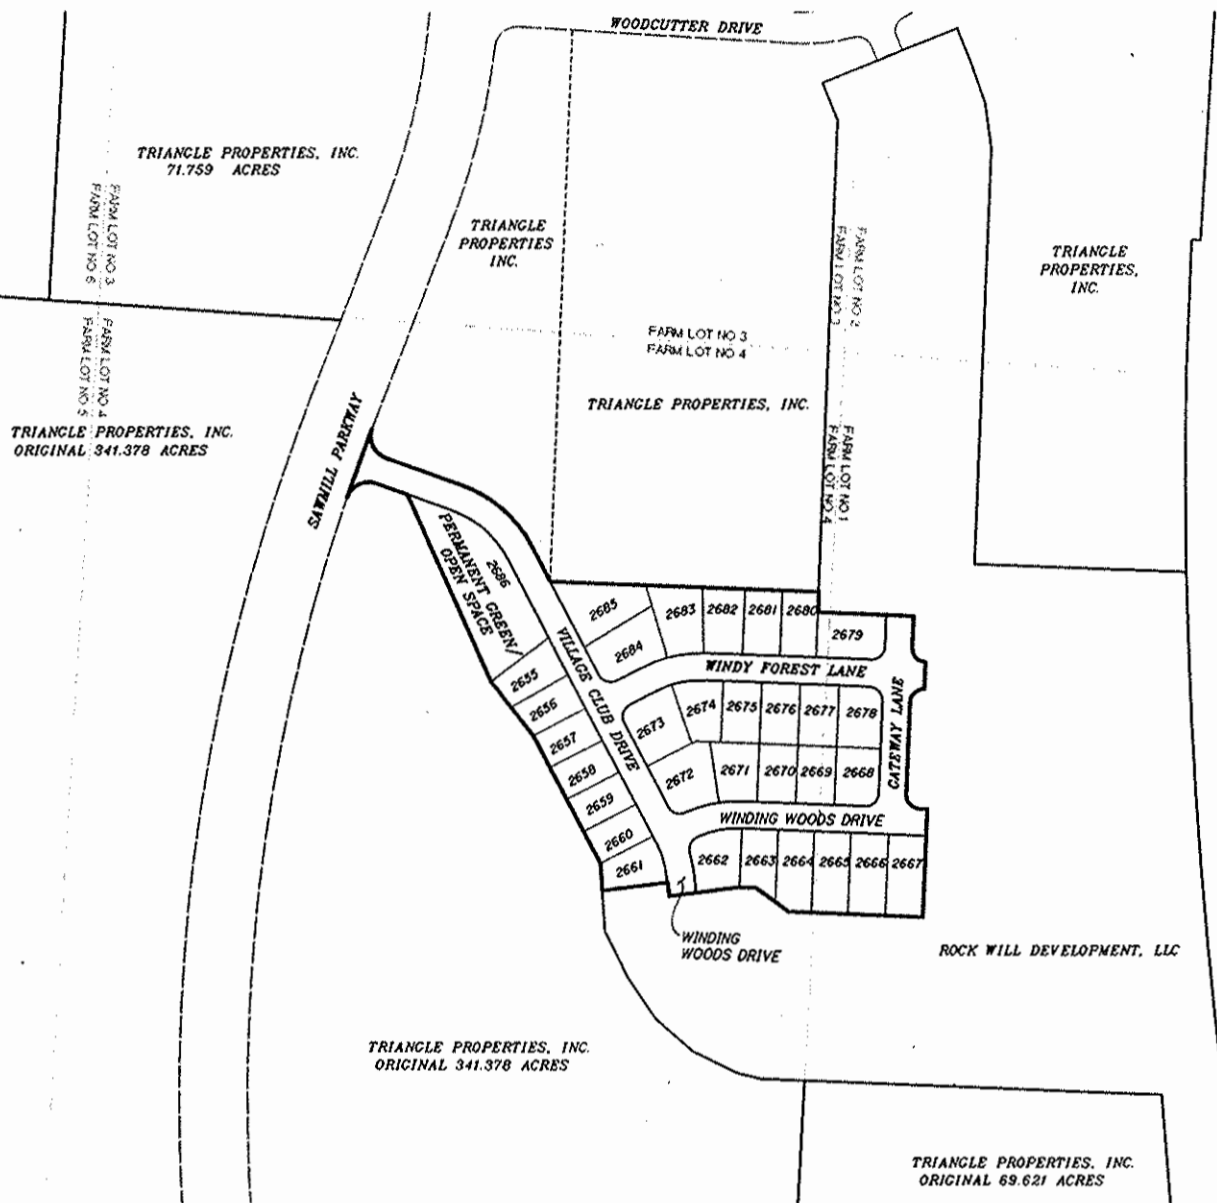 WOODCUTTER DRIVE
TRIANGLE PROPERTIES, INC.
71.759 ACRES
FARM LOT NO 3
FARM LOT NO 6
TRIANGLE
PROPERTIES
INC.
FARM LOT NO 2
FARM LOT NO 3
TRIANGLE
PROPERTIES,
INC.
FARM LOT NO 3
FARM LOT NO 4
FARM LOT NO 4
FARM LOT NO 5
TRIANGLE PROPERTIES, INC.
TRIANGLE PROPERTIES, INC.
ORIGINAL 341.378 ACRES
SAWMILL PARKWAY
FARM LOT NO 1
FARM LOT NO 4
2686
PERMANENT GREEN/
OPEN SPACE
2685
2683
2682
2681
2680
2679
2684
VILLAGE CLUB DRIVE
WINDY FOREST LANE
2655
2656
2657
2658
2659
2660
2661
2673
2674
2675
2676
2677
2678
GATEWAY LANE
2672
2671
2670
2669
2668
WINDING WOODS DRIVE
2662
2663
2664
2665
2666
2667
WINDING
WOODS DRIVE
ROCK WILL DEVELOPMENT, LLC
TRIANGLE PROPERTIES, INC.
ORIGINAL 341.378 ACRES
TRIANGLE PROPERTIES, INC.
ORIGINAL 69.621 ACRES